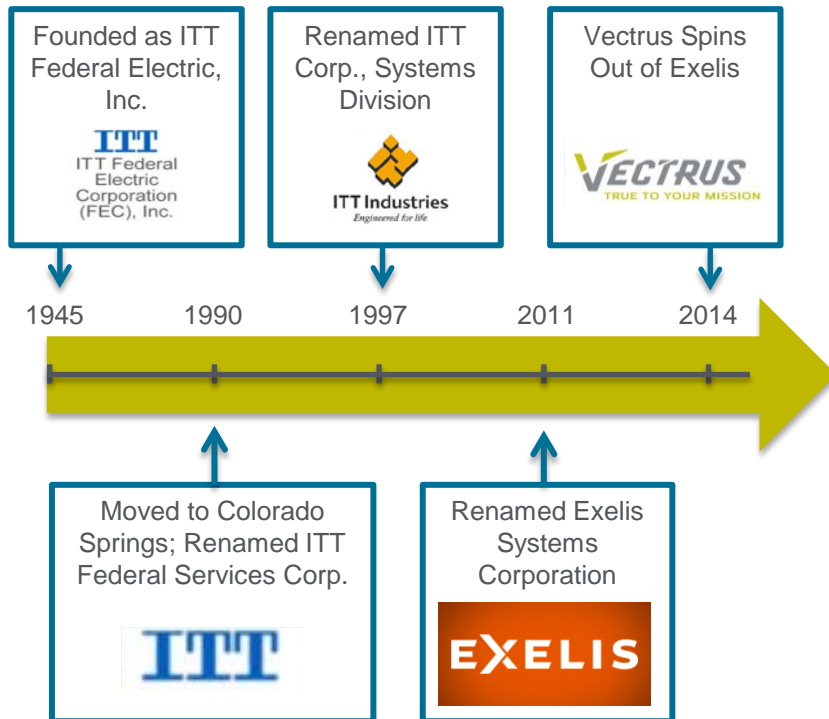 Founded as ITT
Federal Electric,
Inc.
ITT
ITT Federal
Electric
Corporation
(FEC), Inc.
Renamed ITT
Corp., Systems
Division
ITT Industries
Engineered for life
Vectrus Spins
Out of Exelis
VECTRUS
TRUE TO YOUR MISSION
1945 1990 1997 2011 2014
Moved to Colorado
Springs; Renamed ITT
Federal Services Corp.
ITT
Renamed Exelis
Systems
Corporation
EXELIS